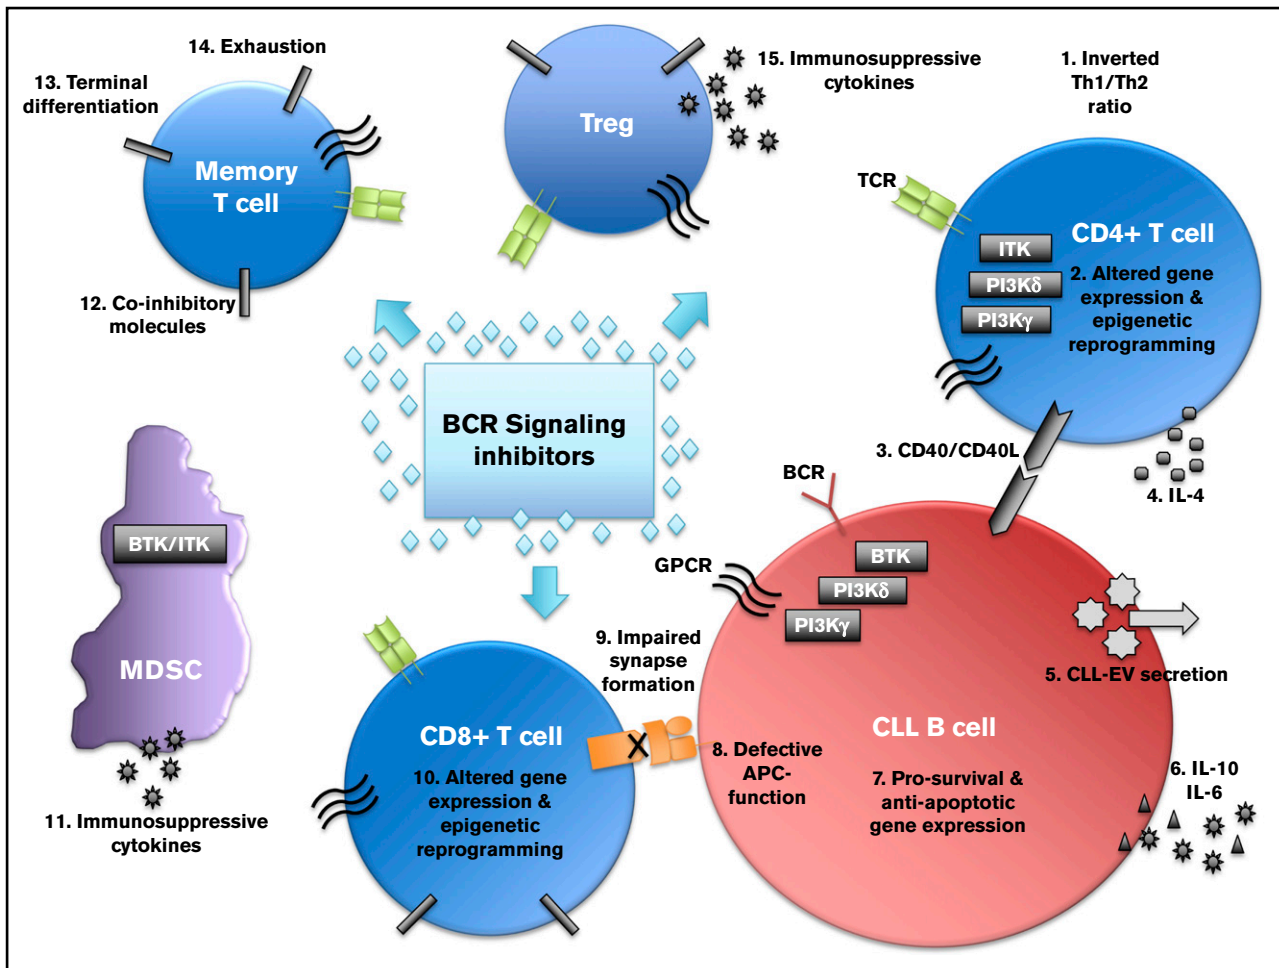 14. Exhaustion
13. Terminal
differentiation
Memory
T cell
12. Co-inhibitory
molecules
Treg
15. Immunosuppressive
cytokines
1. Inverted
Th1/Th2
ratio
TCR
CD4+ T cell
ITK
PI3Kδ
PI3Kγ
2. Altered gene
expression &
epigenetic
reprogramming
BCR Signaling
inhibitors
3. CD40/CD40L
4. IL-4
BCR
GPCR
BTK
PI3Kδ
PI3Kγ
5. CLL-EV secretion
CLL B cell
6. IL-10
IL-6
7. Pro-survival &
anti-apoptotic
gene expression
8. Defective
APC-
function
9. Impaired
synapse
formation
X
CD8+ T cell
10. Altered gene
expression &
epigenetic
reprogramming
BTK/ITK
MDSC
11. Immunosuppressive
cytokines